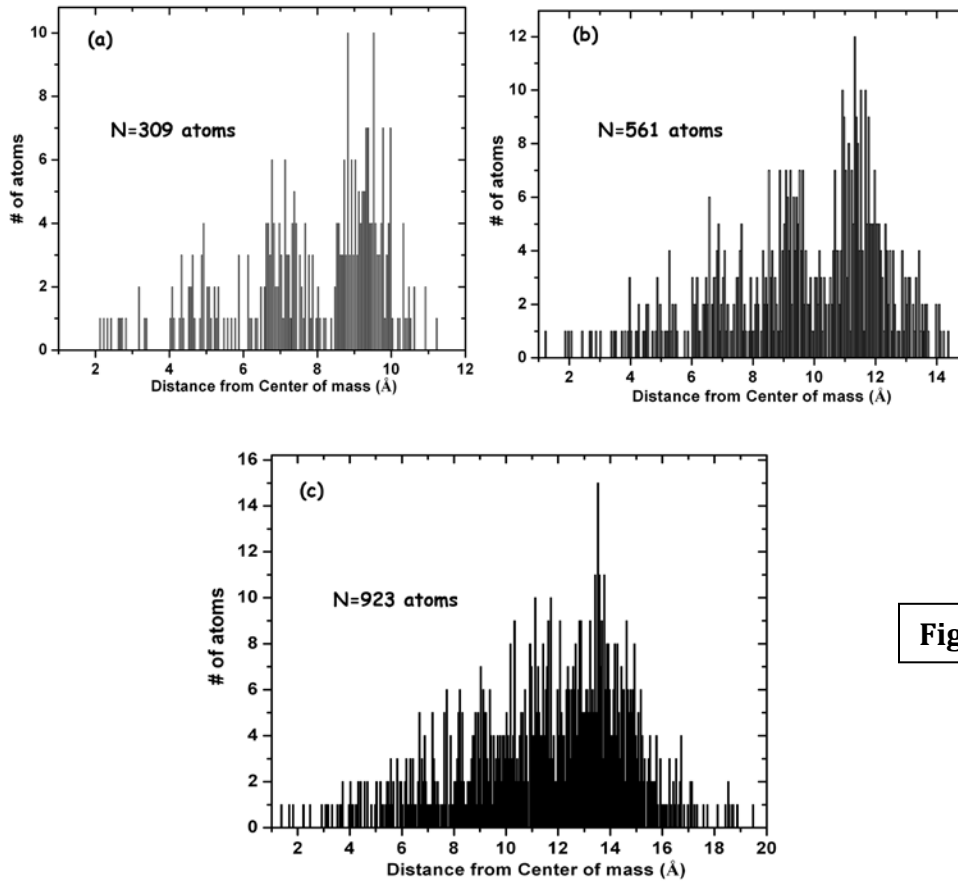 (a)
N=309 atoms
# of atoms
10
8
6
4
2
0
2 4 6 8 10 12
Distance from Center of mass (Å)
(b)
N=561 atoms
# of atoms
12
10
8
6
4
2
0
2 4 6 8 10 12 14
Distance from Center of mass (Å)
(c)
N=923 atoms
# of atoms
16
14
12
10
8
6
4
2
0
2 4 6 8 10 12 14 16 18 20
Distance from Center of mass (Å)
Fig